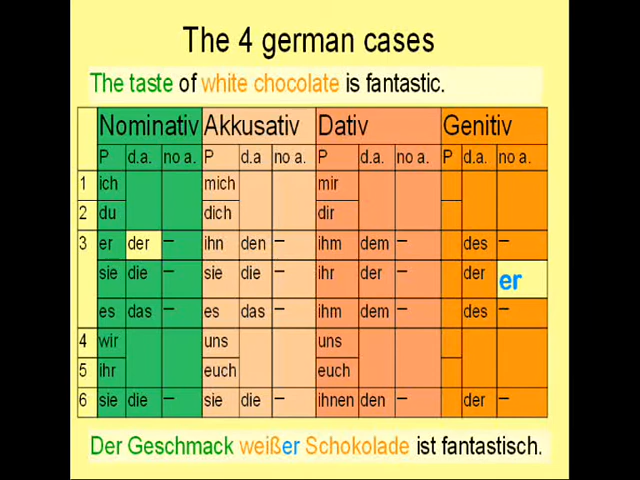 The 4 german cases
The taste of white chocolate is fantastic.
Nominativ Akkusativ Dativ Genitiv
P d.a. no a. P d.a no a. P d.a. no a. P d.a. no a.
1 ich mich mir
2 du dich dir
3 er der – ihn den – ihm dem – des –
sie die – sie die – ihr der – der er
es das – es das – ihm dem – des –
4 wir uns uns
5 ihr euch euch
6 sie die – sie die – ihnen den – der –
Der Geschmack weißer Schokolade ist fantastisch.